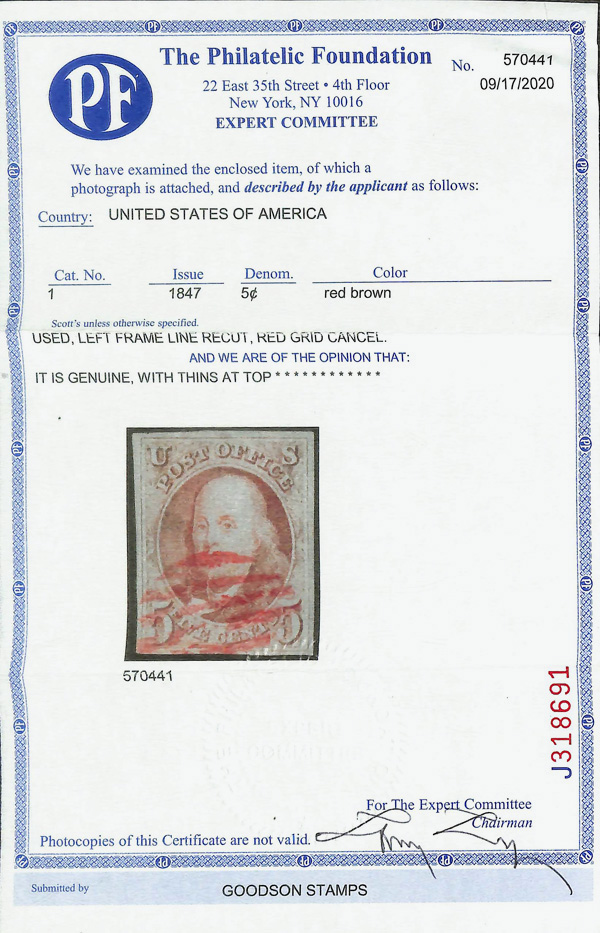 PF
The Philatelic Foundation
No. 570441
22 East 35th Street • 4th Floor
09/17/2020
New York, NY 10016
EXPERT COMMITTEE
We have examined the enclosed item, of which a
photograph is attached, and described by the applicant as follows:
Country: UNITED STATES OF AMERICA
Cat. No. Issue Denom. Color
1 1847 5¢ red brown
Scott's unless otherwise specified.
USED, LEFT FRAME LINE RECUT, RED GRID CANCEL.
AND WE ARE OF THE OPINION THAT:
IT IS GENUINE, WITH THINS AT TOP * * * * * * * * * * * *
U S
POST OFFICE
5 FIVE CENTS 5
570441
J318691
For The Expert Committee
Chairman
Photocopies of this Certificate are not valid.
Submitted by GOODSON STAMPS